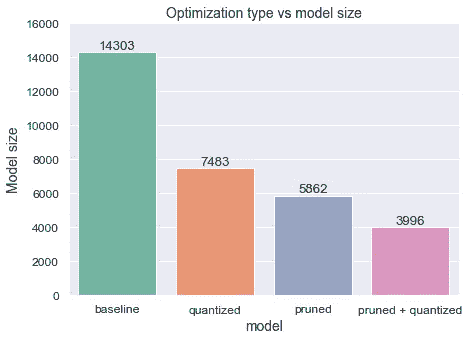 Optimization type vs model size
16000
14000
12000
10000
8000
6000
4000
2000
0
Model size
14303
7483
5862
3996
baseline
quantized
pruned
pruned + quantized
model